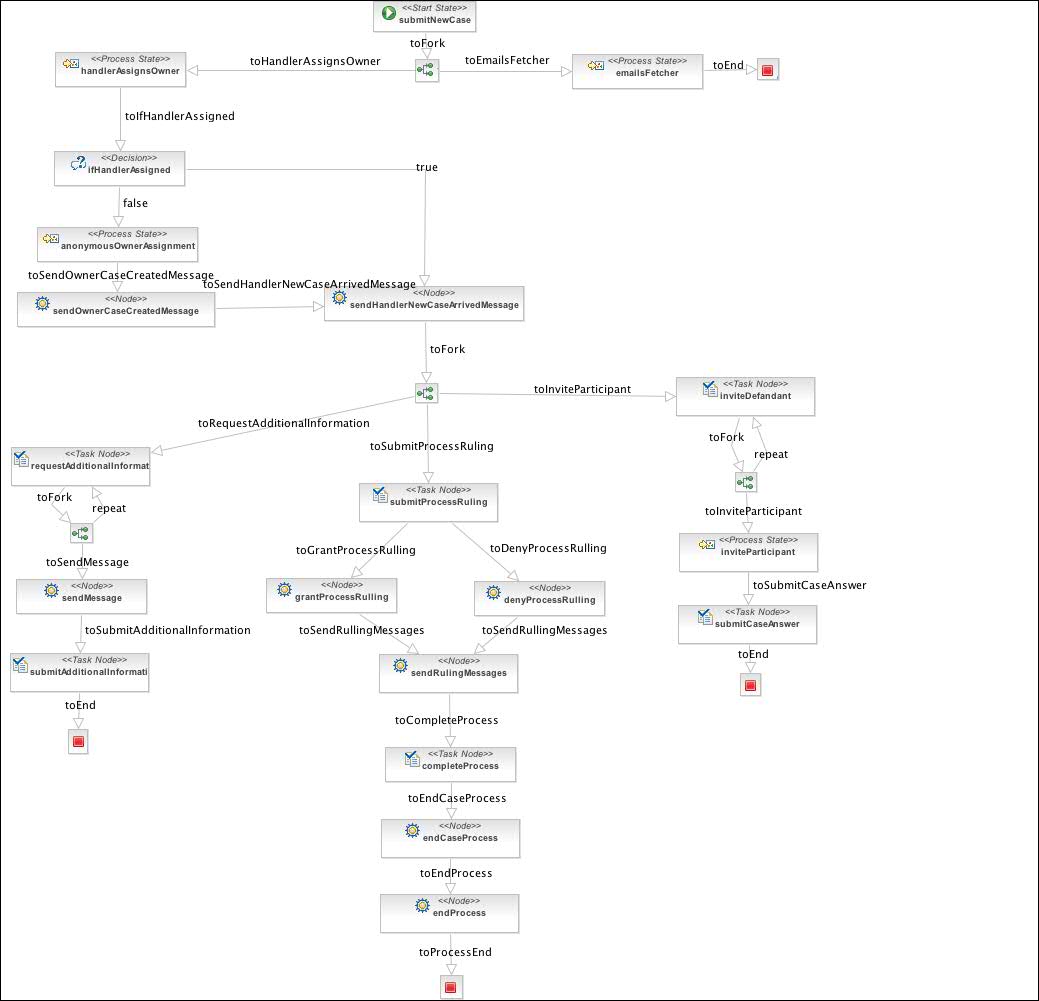 <<Start State>>
submitNewCase
toFork
<<Process State>>
handlerAssignsOwner
toHandlerAssignsOwner
toEmailsFetcher
<<Process State>>
emailsFetcher
toEnd
toIfHandlerAssigned
<<Decision>>
ifHandlerAssigned
true
false
<<Process State>>
anonymousOwnerAssignment
toSendOwnerCaseCreatedMessage
toSendHandlerNewCaseArrivedMessage
<<Node>>
sendOwnerCaseCreatedMessage
<<Node>>
sendHandlerNewCaseArrivedMessage
toFork
toInviteParticipant
<<Task Node>>
inviteDefandant
toRequestAdditionalInformation
toSubmitProcessRuling
toFork
repeat
<<Task Node>>
requestAdditionalInformat
toFork
repeat
<<Task Node>>
submitProcessRuling
toInviteParticipant
<<Process State>>
inviteParticipant
toGrantProcessRulling
toDenyProcessRulling
toSendMessage
<<Node>>
sendMessage
<<Node>>
grantProcessRulling
<<Node>>
denyProcessRulling
toSubmitCaseAnswer
<<Task Node>>
submitCaseAnswer
toSubmitAdditionalInformation
toSendRullingMessages
toSendRullingMessages
toEnd
<<Task Node>>
submitAdditionalInformati
<<Node>>
sendRulingMessages
toEnd
toCompleteProcess
<<Task Node>>
completeProcess
toEndCaseProcess
<<Node>>
endCaseProcess
toEndProcess
<<Node>>
endProcess
toProcessEnd